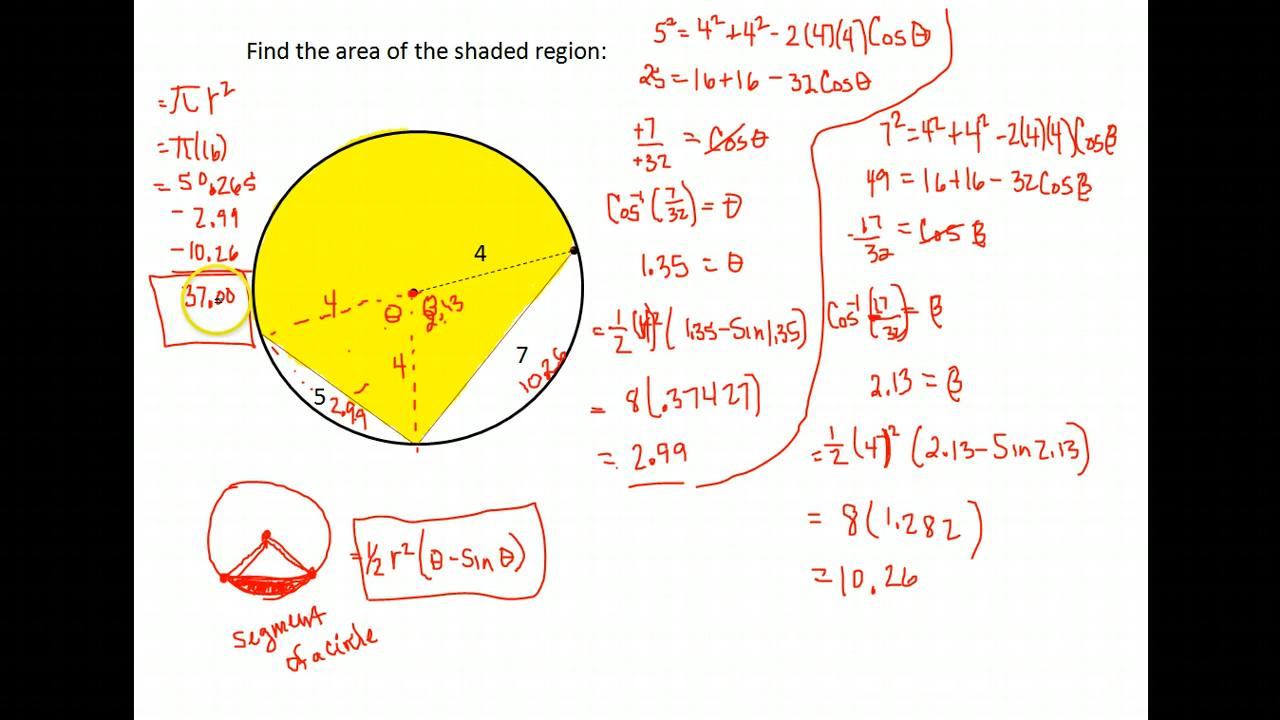 Find the area of the shaded region:
= π r²
= π(16)
= 50.265
- 2.99
- 10.26
37.00
4
4
θ
β
2.13
4
5
2.99
7
10.26
= ½ r² (θ - Sin θ)
segment
of a circle
5² = 4² + 4² - 2(4)(4) Cos θ
25 = 16 + 16 - 32 Cos θ
+7/+32 = Cos θ
Cos⁻¹ (7/32) = θ
1.35 = θ
= ½ (4)² (1.35 - Sin 1.35)
= 8(.37427)
= 2.99
7² = 4² + 4² - 2(4)(4) Cos β
49 = 16 + 16 - 32 Cos β
-17/32 = Cos β
Cos⁻¹ (-17/32) = β
2.13 = β
= ½ (4)² (2.13 - Sin 2.13)
= 8(1.282)
= 10.26